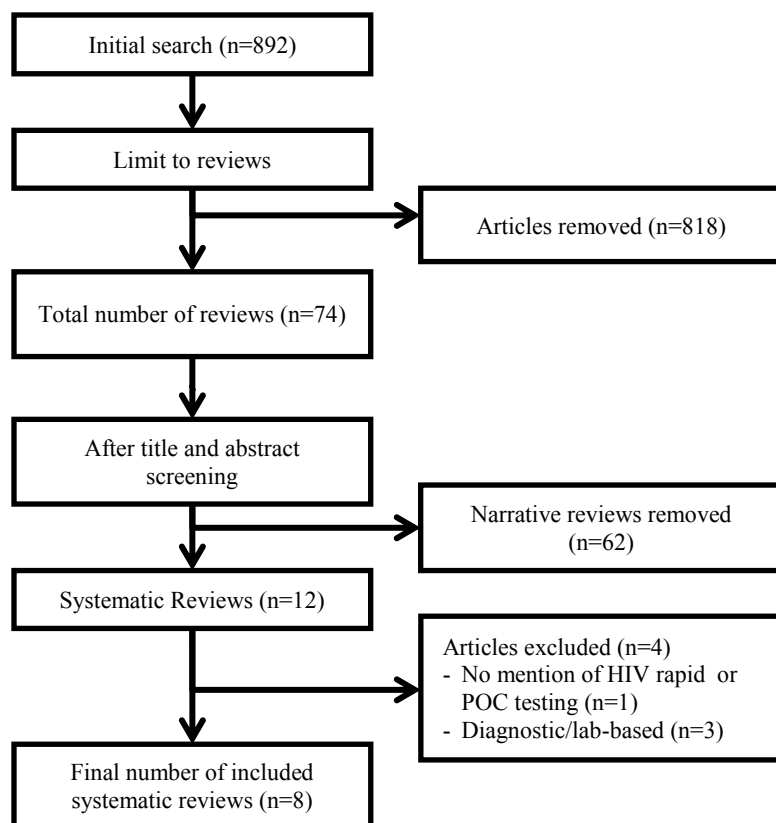 Initial search (n=892)
Limit to reviews
Articles removed (n=818)
Total number of reviews (n=74)
After title and abstract
screening
Narrative reviews removed
(n=62)
Systematic Reviews (n=12)
Articles excluded (n=4)
- No mention of HIV rapid or
POC testing (n=1)
- Diagnostic/lab-based (n=3)
Final number of included
systematic reviews (n=8)